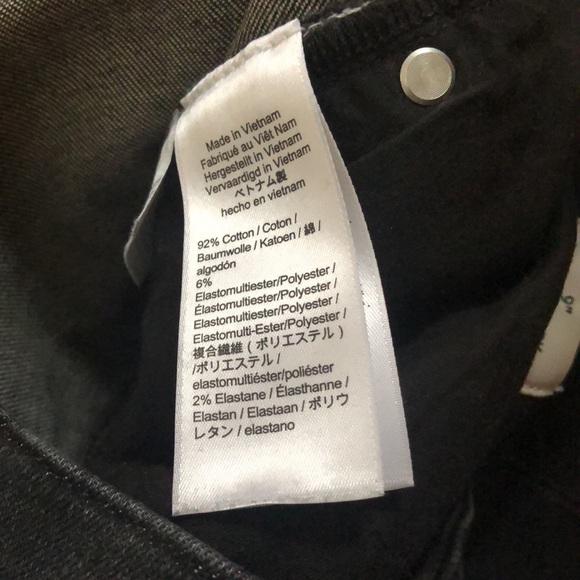 Made in Vietnam
Fabriqué au Viêt Nam
Hergestellt in Vietnam
Vervaardigd in Vietnam
ベトナム製
hecho en vietnam
92% Cotton / Coton /
Baumwolle / Katoen / 綿 /
algodón
6%
Elastomultiester/Polyester /
Elastomultiester/Polyester /
Elastomultiester/Polyester /
Elastomulti-Ester/Polyester /
複合繊維 ( ポリエステル )
/ポリエステル /
elastomultiéster/poliéster
2% Elastane / Élasthanne /
Elastan / Elastaan / ポリウ
レタン / elastano
9"